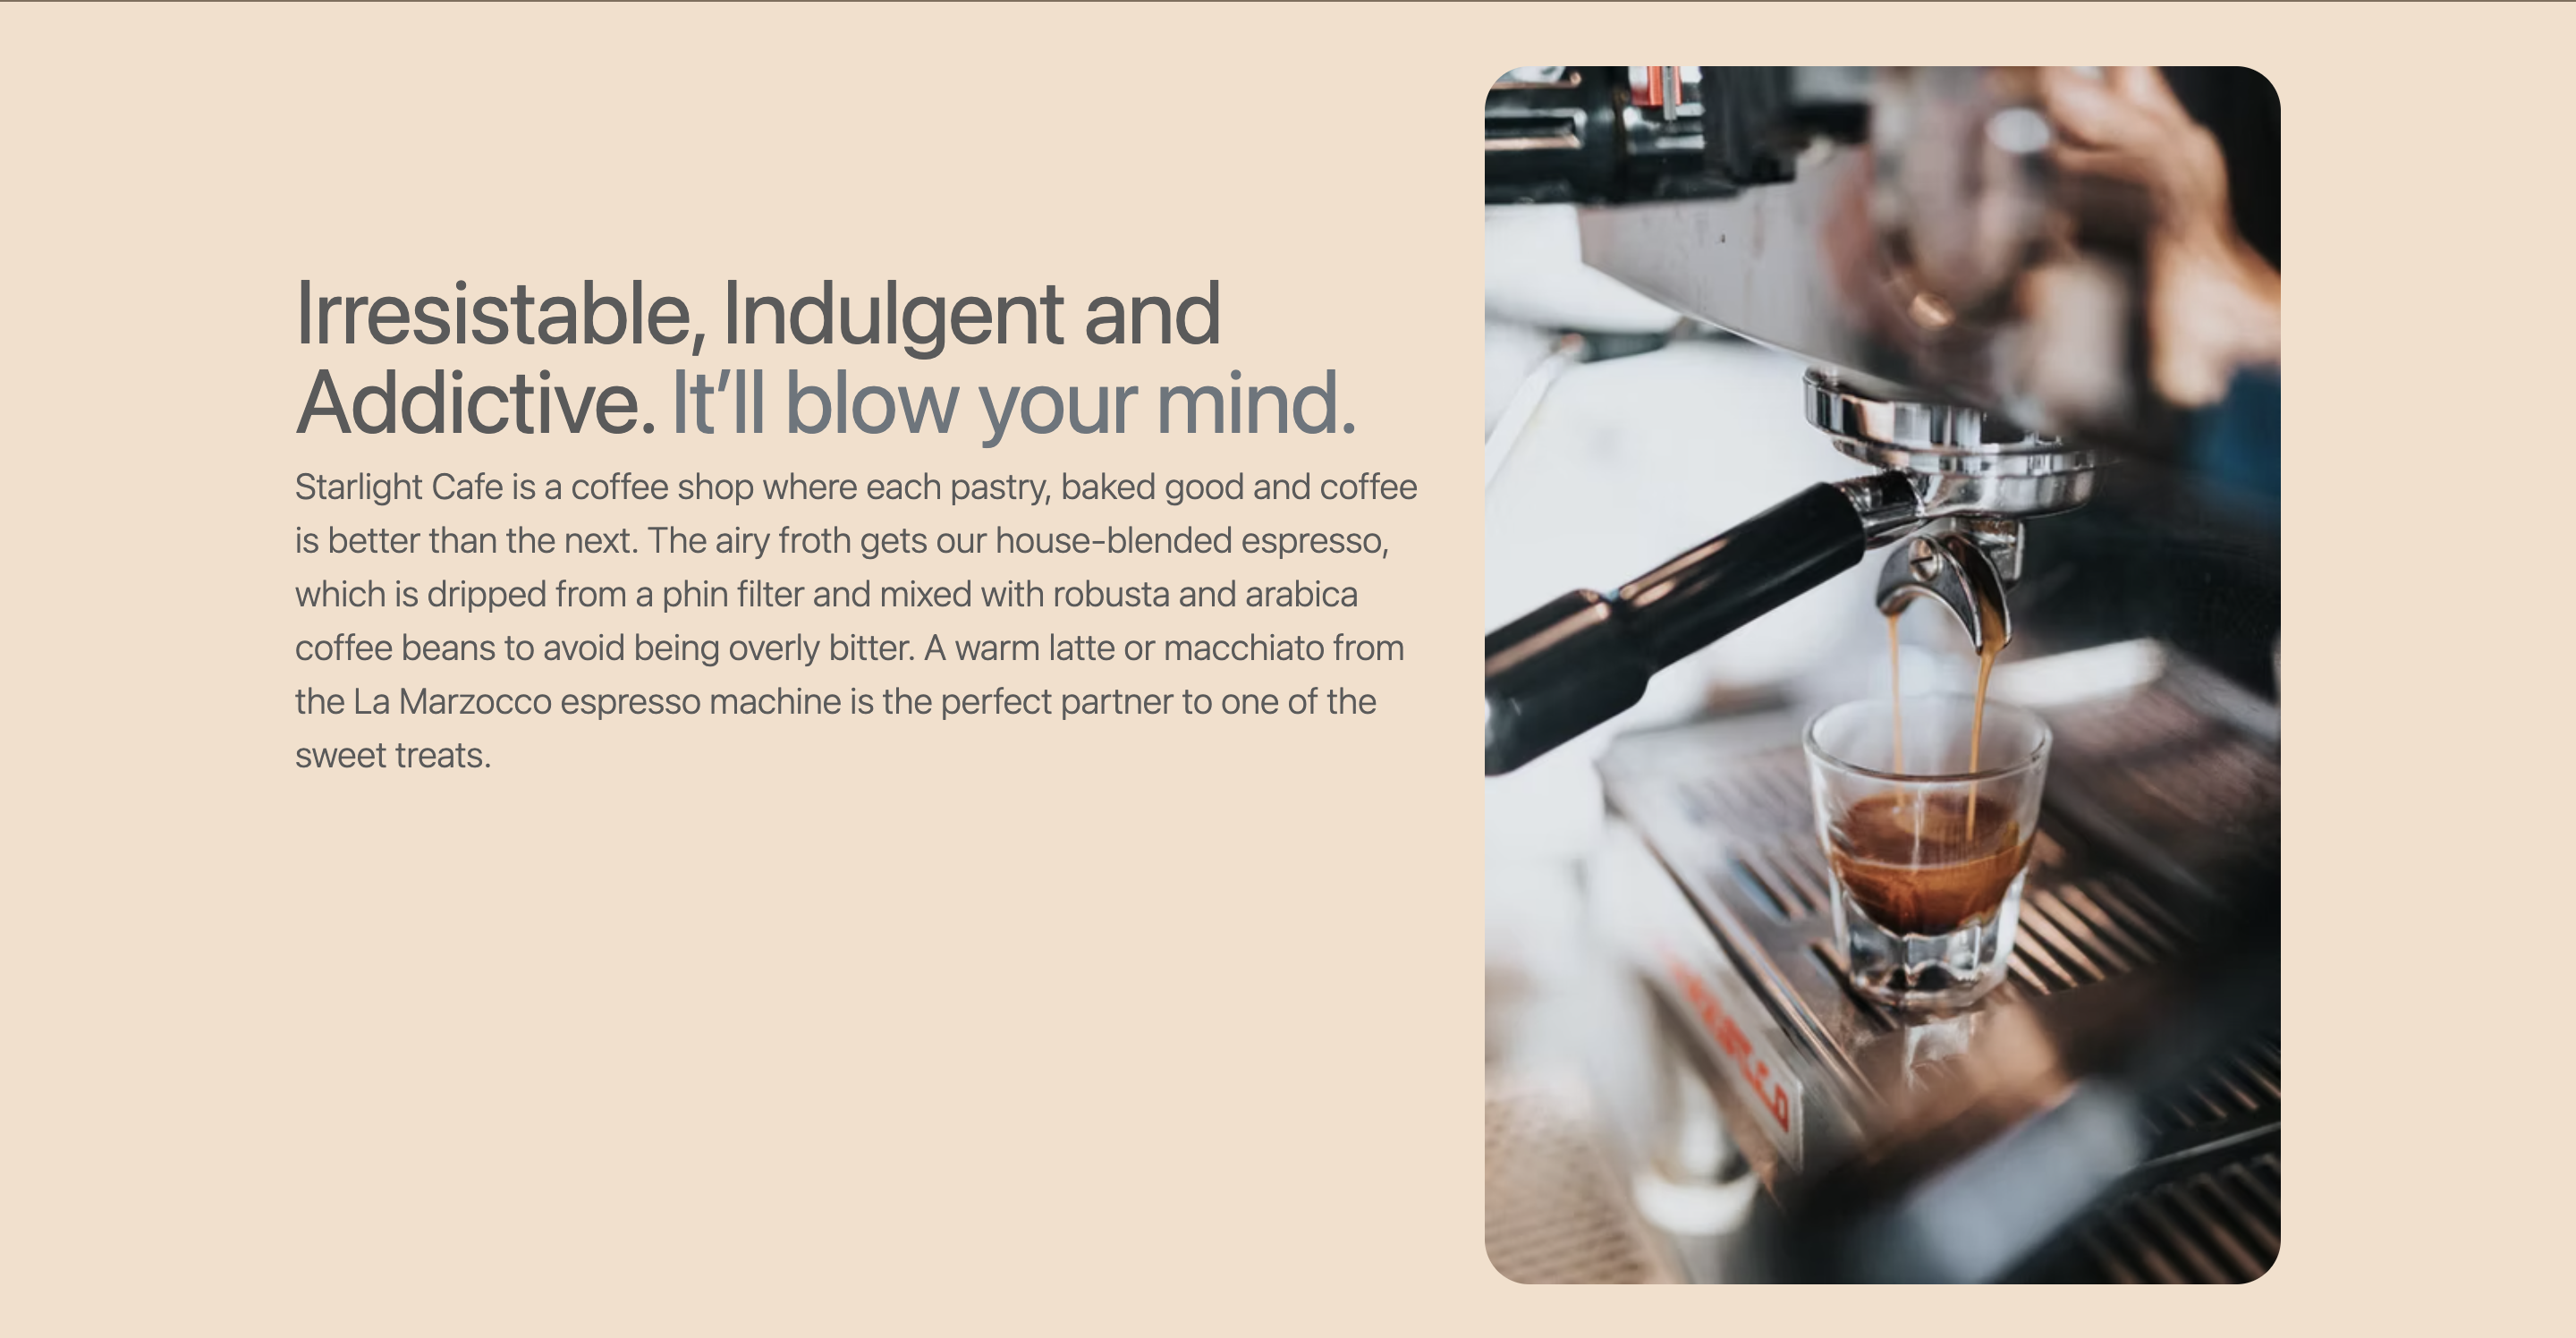 Irresistable, Indulgent and
Addictive. It’ll blow your mind.
Starlight Cafe is a coffee shop where each pastry, baked good and coffee
is better than the next. The airy froth gets our house-blended espresso,
which is dripped from a phin filter and mixed with robusta and arabica
coffee beans to avoid being overly bitter. A warm latte or macchiato from
the La Marzocco espresso machine is the perfect partner to one of the
sweet treats.